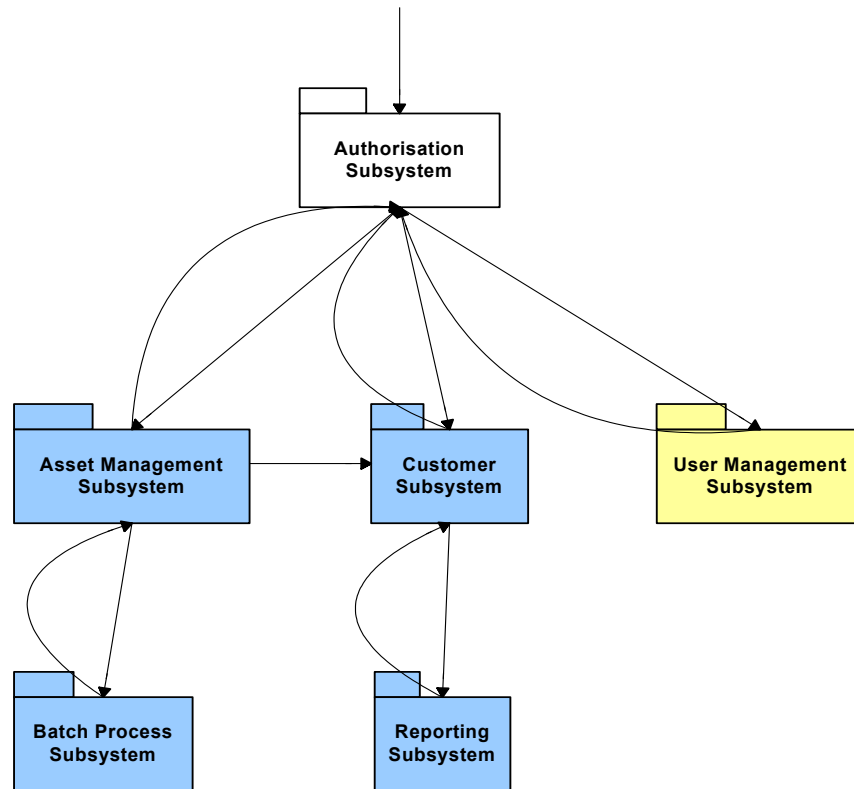 Authorisation
Subsystem
Asset Management
Subsystem
Customer
Subsystem
User Management
Subsystem
Batch Process
Subsystem
Reporting
Subsystem